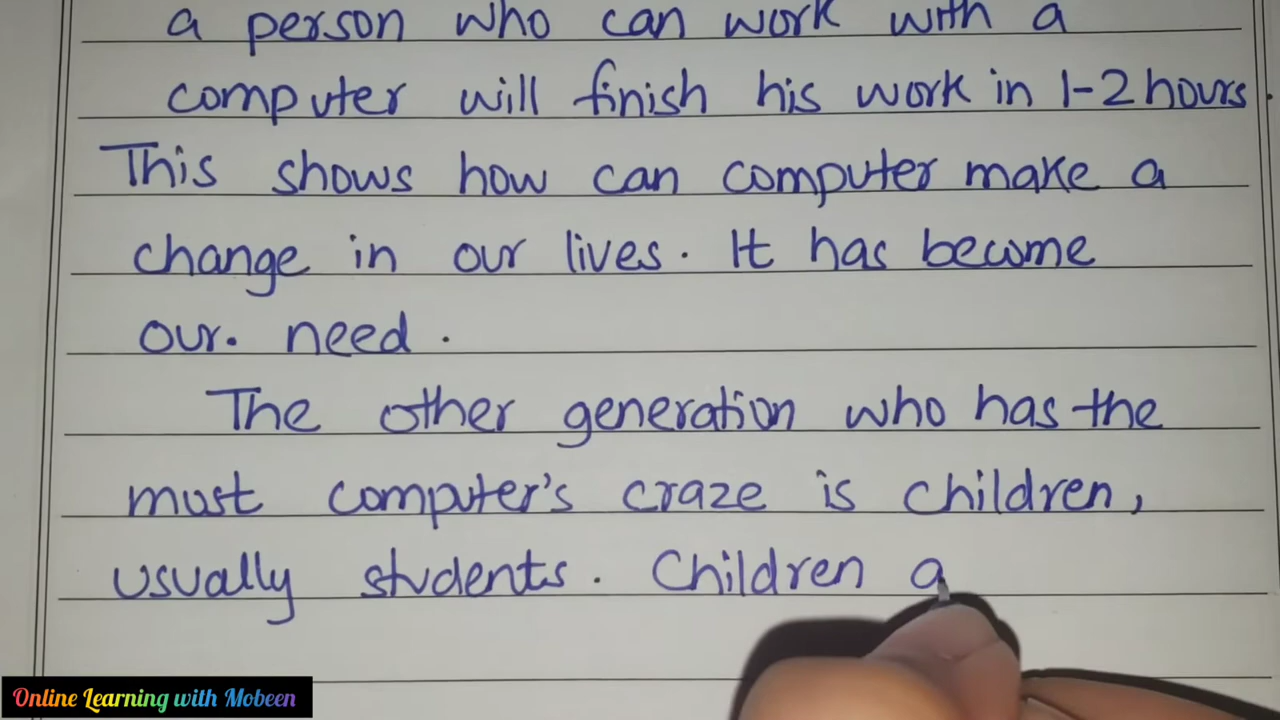 a person who can work with a
computer will finish his work in 1-2 hours.
This shows how can computer make a
change in our lives. It has become
our. need.
The other generation who has the
most computer's craze is children,
usually students. Children a
Online Learning with Mobeen